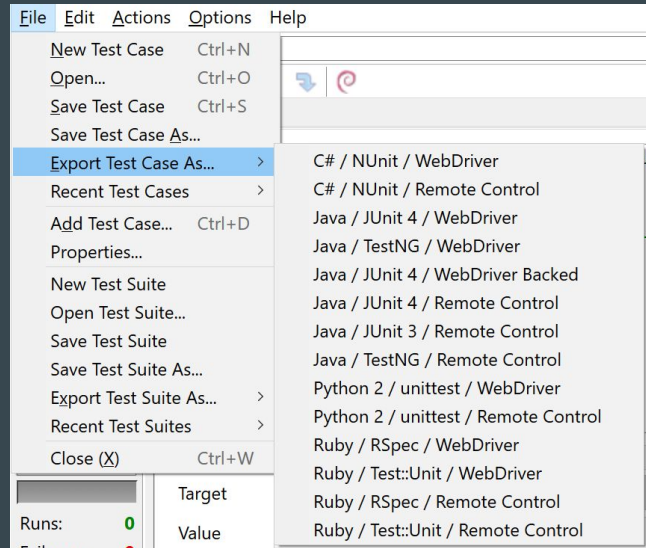 File Edit Actions Options Help
New Test Case Ctrl+N
Open... Ctrl+O
Save Test Case Ctrl+S
Save Test Case As...
Export Test Case As... >
Recent Test Cases >
Add Test Case... Ctrl+D
Properties...
New Test Suite
Open Test Suite...
Save Test Suite
Save Test Suite As...
Export Test Suite As... >
Recent Test Suites >
Close (X) Ctrl+W
C# / NUnit / WebDriver
C# / NUnit / Remote Control
Java / JUnit 4 / WebDriver
Java / TestNG / WebDriver
Java / JUnit 4 / WebDriver Backed
Java / JUnit 4 / Remote Control
Java / JUnit 3 / Remote Control
Java / TestNG / Remote Control
Python 2 / unittest / WebDriver
Python 2 / unittest / Remote Control
Ruby / RSpec / WebDriver
Ruby / Test::Unit / WebDriver
Ruby / RSpec / Remote Control
Ruby / Test::Unit / Remote Control
Target
Runs: 0
Value